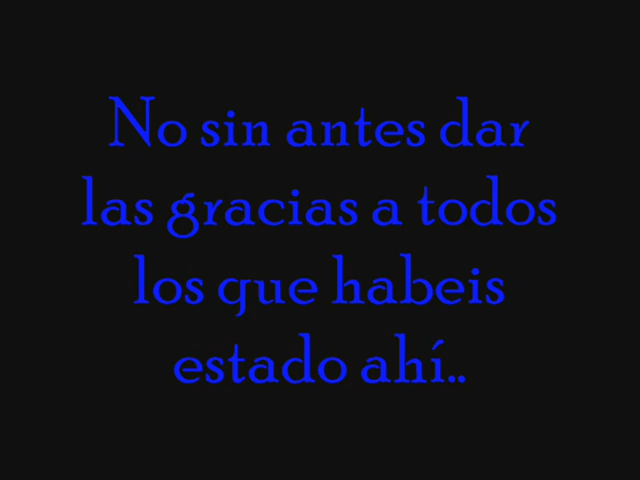 No sin antes dar
las gracias a todos
los que habeis
estado ahí..